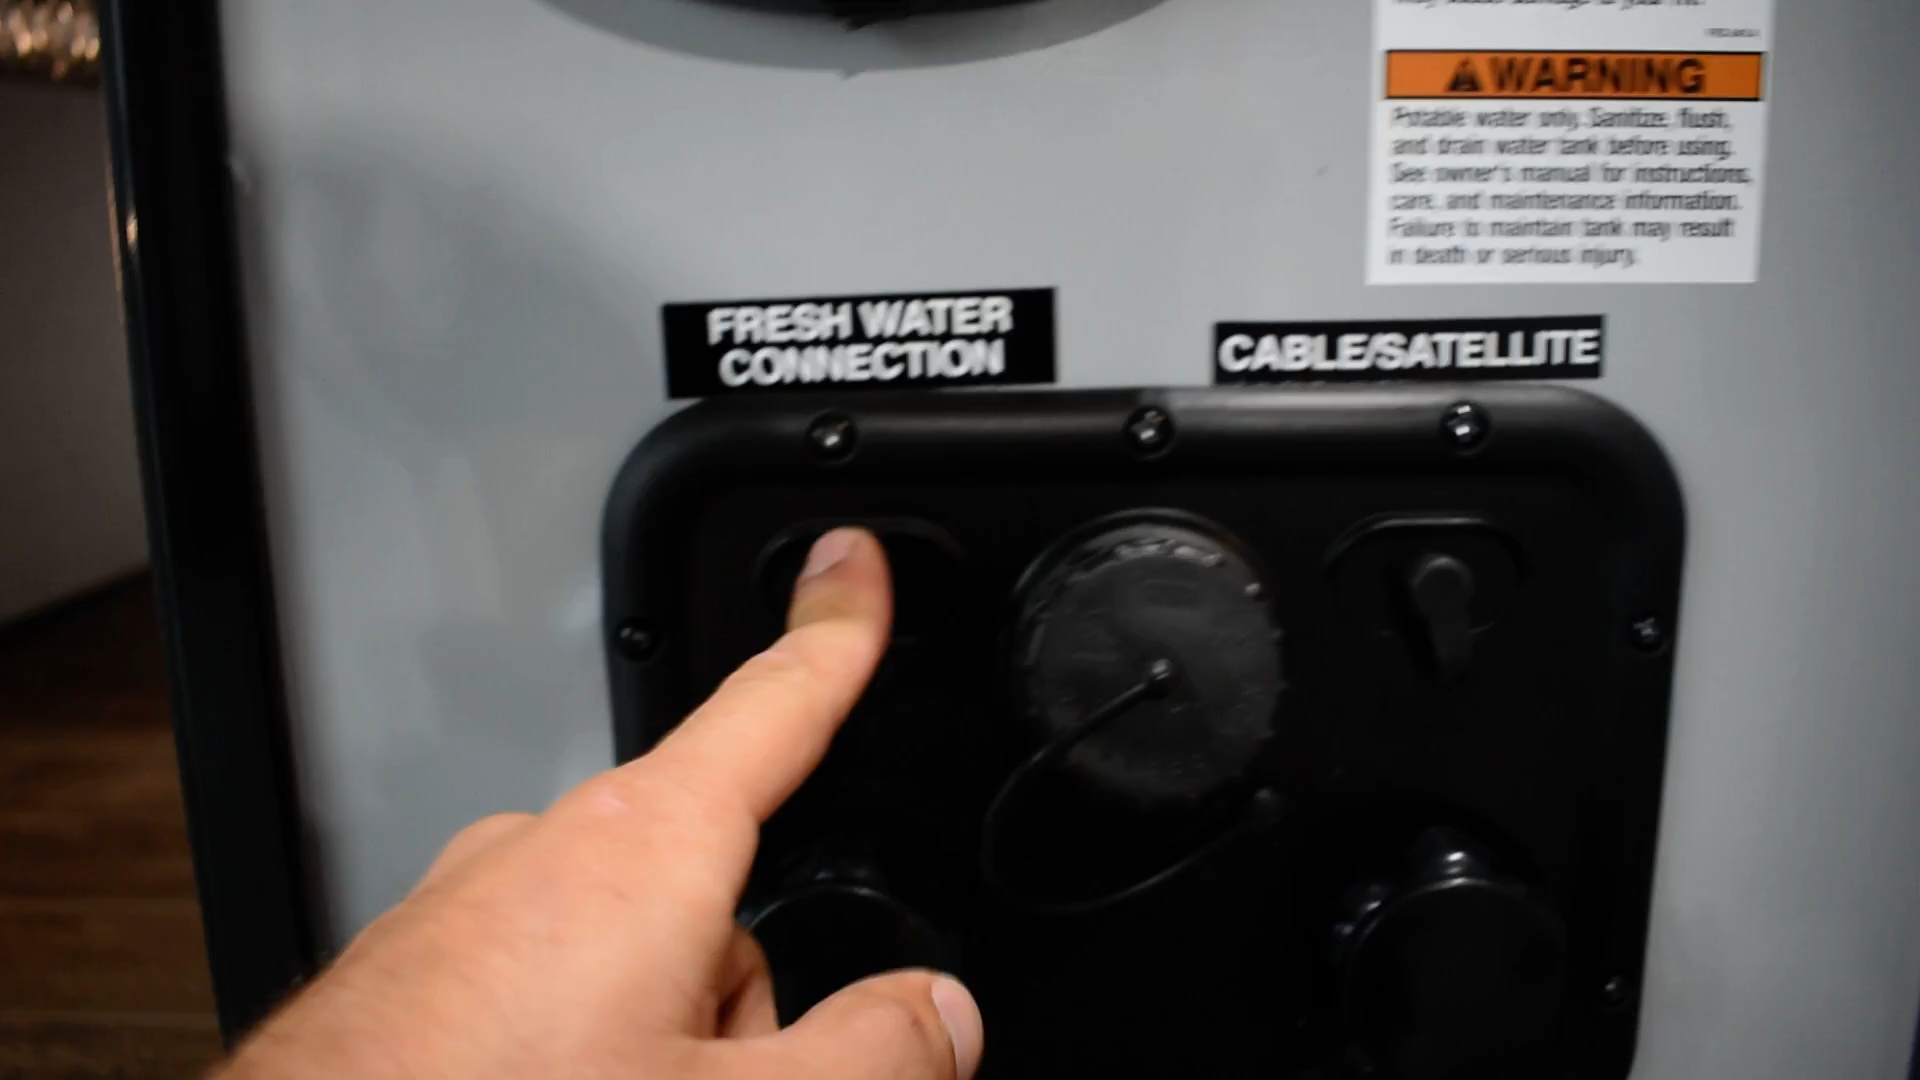 WARNING
Potable water only. Sanitize, flush,
and drain water tank before using.
See owner's manual for instructions,
care, and maintenance information.
Failure to maintain tank may result
in death or serious injury.
FRESH WATER
CONNECTION
CABLE/SATELLITE